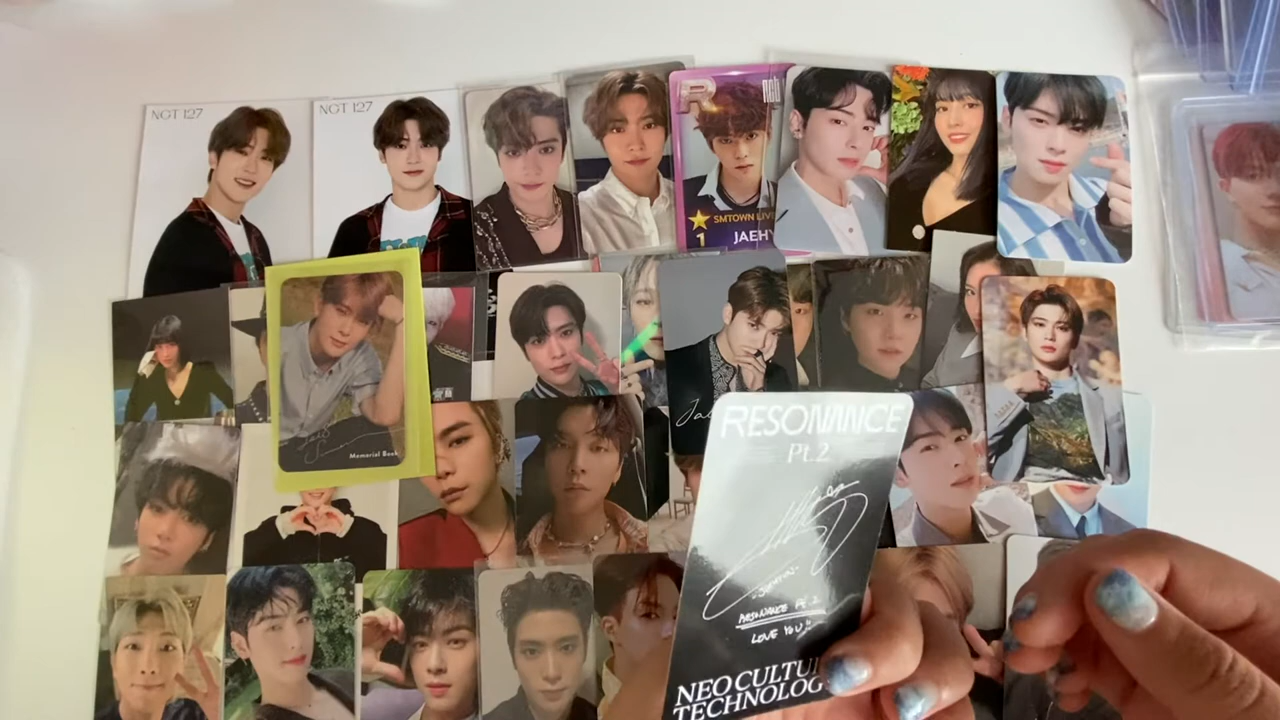 NCT 127
NCT 127
R
SMTOWN LIVE
1 JAEHY
Memorial Book
RESONANCE
Pt.2
RESONANCE Pt.2
LOVE YOU
NEO CULTU
TECHNOLOG